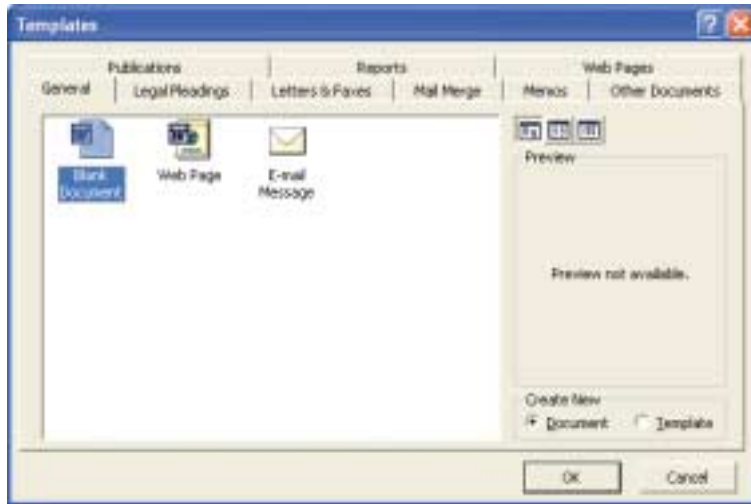 Templates
Publications Reports Web Pages
General Legal Pleadings Letters & Faxes Mail Merge Memos Other Documents
Blank Document
Web Page
E-mail Message
Preview
Preview not available.
Create New
Document Template
OK Cancel